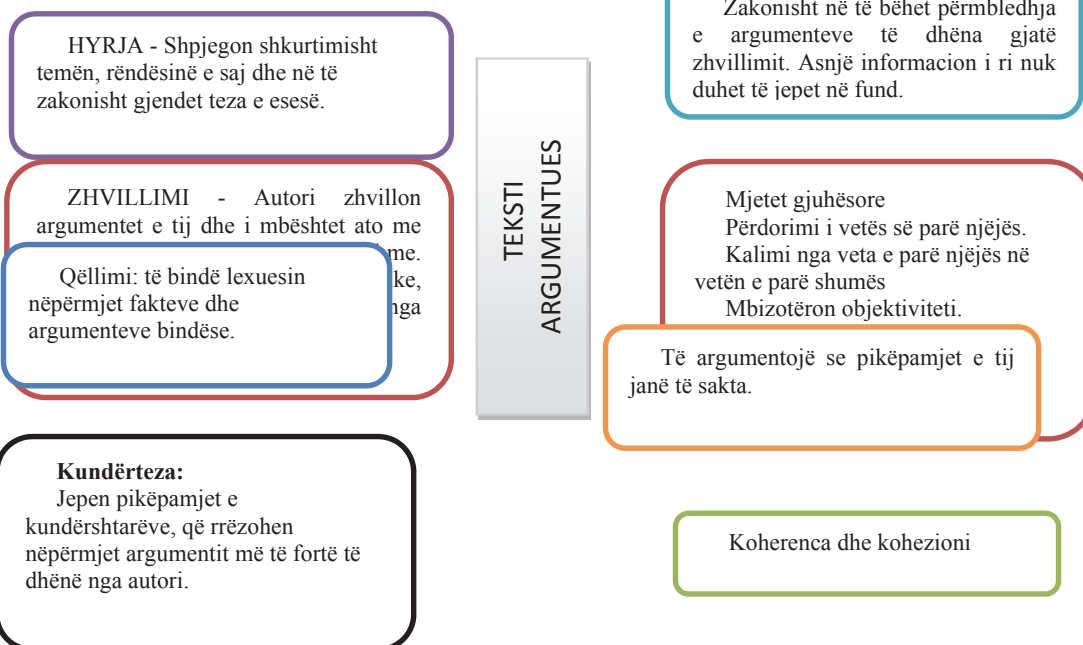 HYRJA - Shpjegon shkurtimisht
temën, rëndësinë e saj dhe në të
zakonisht gjendet teza e esesë.
ZHVILLIMI - Autori zhvillon
argumentet e tij dhe i mbështet ato me
me.
ke,
nga
Qëllimi: të bindë lexuesin
nëpërmjet fakteve dhe
argumenteve bindëse.
Kundërteza:
Jepen pikëpamjet e
kundërshtarëve, që rrëzohen
nëpërmjet argumentit më të fortë të
dhënë nga autori.
TEKSTI
ARGUMENTUES
Zakonisht në të bëhet përmbledhja
e argumenteve të dhëna gjatë
zhvillimit. Asnjë informacion i ri nuk
duhet të jepet në fund.
Mjetet gjuhësore
Përdorimi i vetës së parë njëjës.
Kalimi nga veta e parë njëjës në
vetën e parë shumës
Mbizotëron objektiviteti.
Të argumentojë se pikëpamjet e tij
janë të sakta.
Koherenca dhe kohezioni